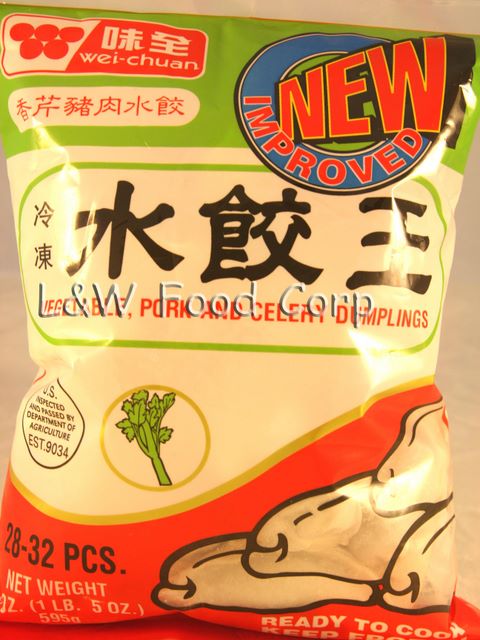 味全
wei-chuan
香芹豬肉水餃
NEW
IMPROVED
冷凍
水餃王
L&W Food Corp
VEGETABLE, PORK AND CELERY DUMPLINGS
U.S.
INSPECTED
AND PASSED BY
DEPARTMENT OF
AGRICULTURE
EST.9034
28-32 PCS.
NET WEIGHT
OZ. (1 LB. 5 OZ.)
595g
READY TO COOK
KEEP